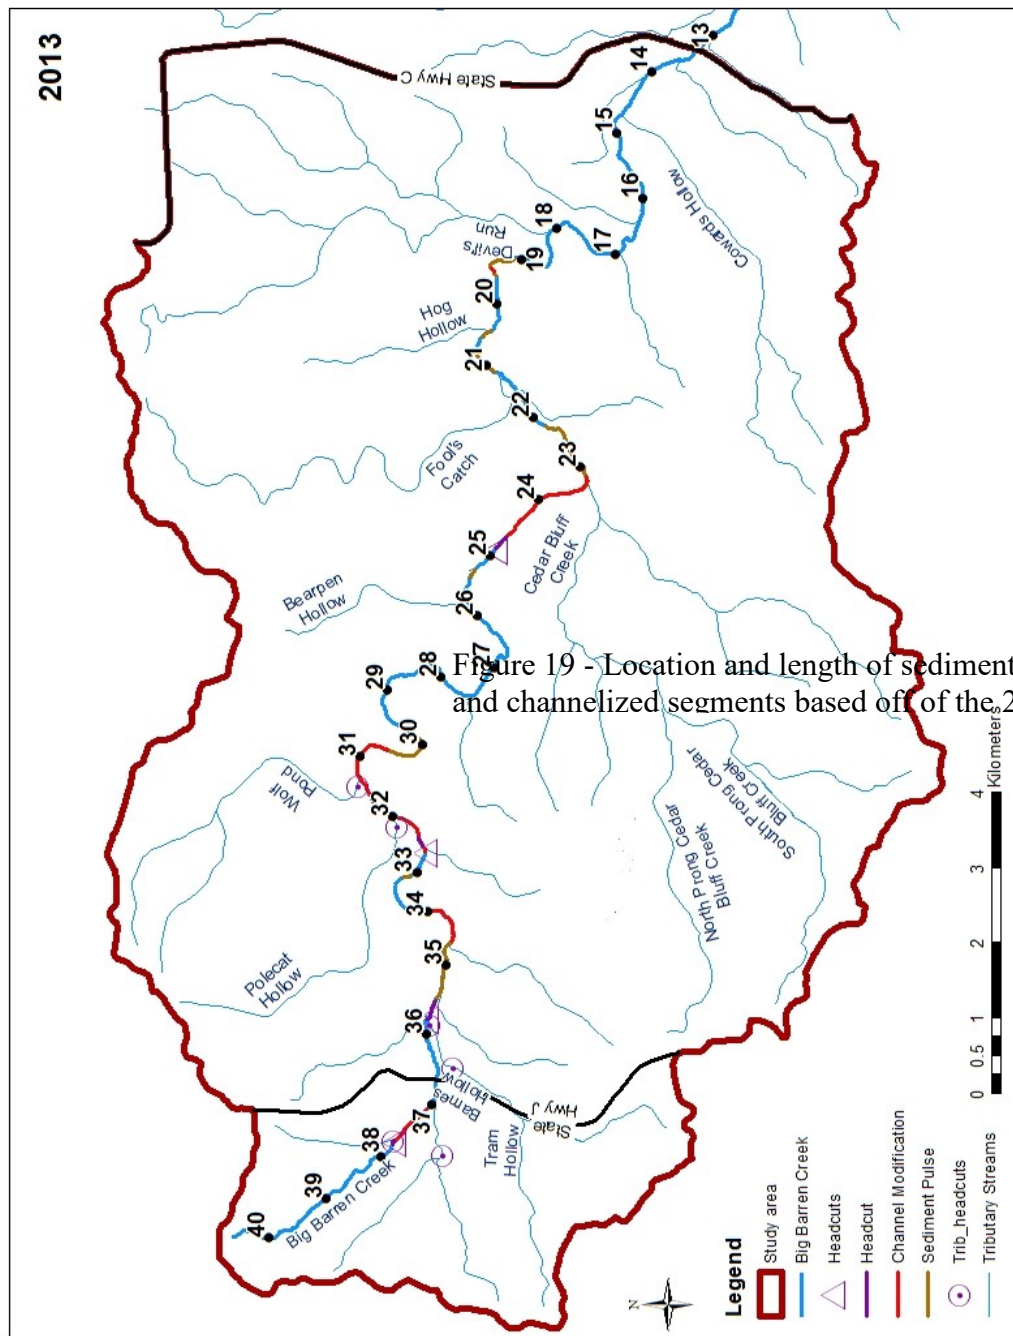 2013
State Hwy C
13
14
15
16
17
18
19
20
21
22
23
24
25
26
27
28
29
30
31
32
33
34
35
36
37
38
39
40
Cowards Hollow
Devil's
Run
Hog
Hollow
Fool's
Catch
Cedar Bluff
Creek
Bearpen
Hollow
Figure 19 - Location and length of sediment
and channelized segments based off of the 2
Wolf
Pond
Polecat
Hollow
North Prong Cedar
Bluff Creek
South Prong Cedar
Bluff Creek
Barnes
Hollow
State
Hwy J
Tram
Hollow
Big Barren Creek
0 0.5 1 2 3 4
Kilometers
N
Legend
Study area
Big Barren Creek
Headcuts
Headcut
Channel Modification
Sediment Pulse
Trib_headcuts
Tributary Streams